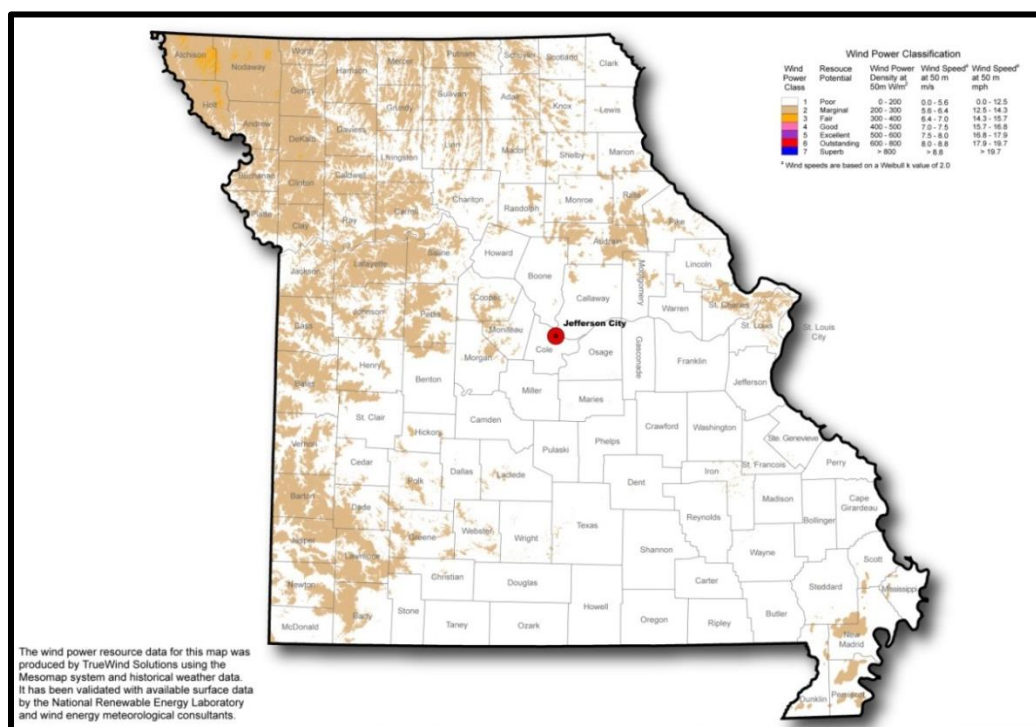 Wind Power Classification
Wind Power Class
Resouce Potential
Wind Power Density at 50m W/m²
Wind Speedᵃ at 50 m m/s
Wind Speedᵃ at 50 m mph
1 Poor 0 - 200 0.0 - 5.6 0.0 - 12.5
2 Marginal 200 - 300 5.6 - 6.4 12.5 - 14.3
3 Fair 300 - 400 6.4 - 7.0 14.3 - 15.7
4 Good 400 - 500 7.0 - 7.5 15.7 - 16.8
5 Excellent 500 - 600 7.5 - 8.0 16.8 - 17.9
6 Outstanding 600 - 800 8.0 - 8.8 17.9 - 19.7
7 Superb > 800 > 8.8 > 19.7
ᵃ Wind speeds are based on a Weibull k value of 2.0
Atchison
Nodaway
Worth
Harrison
Mercer
Putnam
Schuyler
Scotland
Clark
Holt
Gentry
Sullivan
Adair
Knox
Lewis
Andrew
DeKalb
Daviess
Grundy
Linn
Macon
Shelby
Marion
Buchanan
Clinton
Caldwell
Livingston
Chariton
Randolph
Monroe
Ralls
Pike
Platte
Clay
Ray
Carroll
Saline
Howard
Boone
Audrain
Montgomery
Lincoln
Jackson
Lafayette
Cooper
Callaway
Warren
St. Charles
St. Louis
St. Louis City
Cass
Johnson
Pettis
Moniteau
Jefferson City
Cole
Osage
Gasconade
Franklin
Jefferson
Bates
Henry
Benton
Morgan
Miller
Maries
St. Clair
Camden
Crawford
Washington
Ste. Genevieve
Vernon
Hickory
Pulaski
Phelps
St. Francois
Perry
Cedar
Polk
Dallas
Laclede
Dent
Iron
Madison
Cape Girardeau
Barton
Dade
Texas
Reynolds
Bollinger
Jasper
Greene
Webster
Wright
Shannon
Wayne
Scott
Lawrence
Newton
Christian
Douglas
Carter
Stoddard
Mississippi
McDonald
Barry
Stone
Taney
Ozark
Howell
Oregon
Ripley
Butler
New Madrid
Dunklin
Pemiscot
The wind power resource data for this map was
produced by TrueWind Solutions using the
Mesomap system and historical weather data.
It has been validated with available surface data
by the National Renewable Energy Laboratory
and wind energy meteorological consultants.